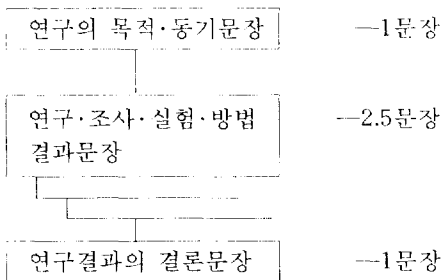 연구의 목적·동기문장 —1문장
연구·조사·실험·방법 —2.5문장
결과문장
연구결과의 결론문장 —1문장